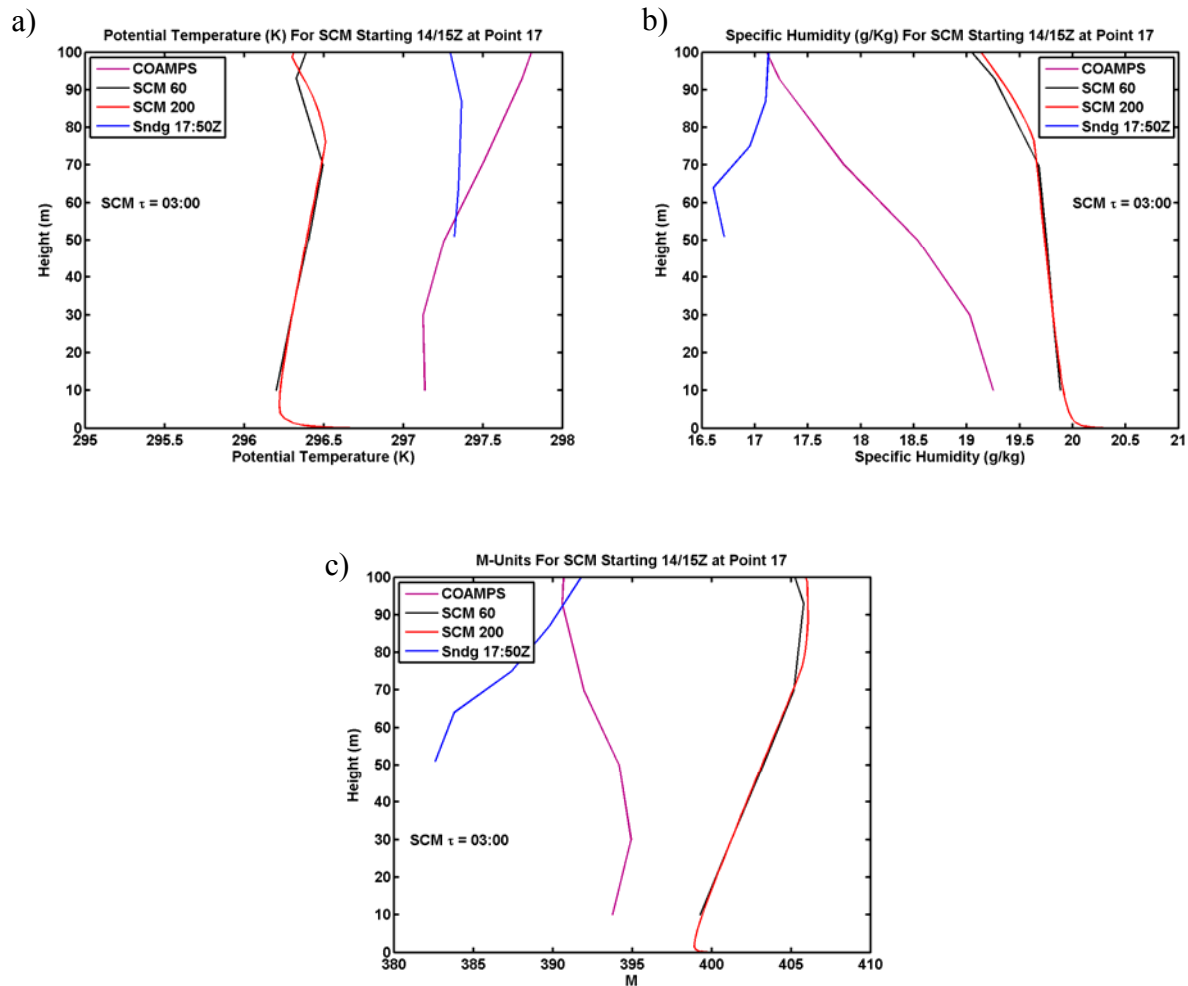 a)
Potential Temperature (K) For SCM Starting 14/15Z at Point 17
COAMPS
SCM 60
SCM 200
Sndg 17:50Z
SCM τ = 03:00
Height (m)
0
10
20
30
40
50
60
70
80
90
100
295
295.5
296
296.5
297
297.5
298
Potential Temperature (K)
b)
Specific Humidity (g/Kg) For SCM Starting 14/15Z at Point 17
COAMPS
SCM 60
SCM 200
Sndg 17:50Z
SCM τ = 03:00
Height (m)
0
10
20
30
40
50
60
70
80
90
100
16.5
17
17.5
18
18.5
19
19.5
20
20.5
21
Specific Humidity (g/kg)
c)
M-Units For SCM Starting 14/15Z at Point 17
COAMPS
SCM 60
SCM 200
Sndg 17:50Z
SCM τ = 03:00
Height (m)
0
10
20
30
40
50
60
70
80
90
100
380
385
390
395
400
405
410
M